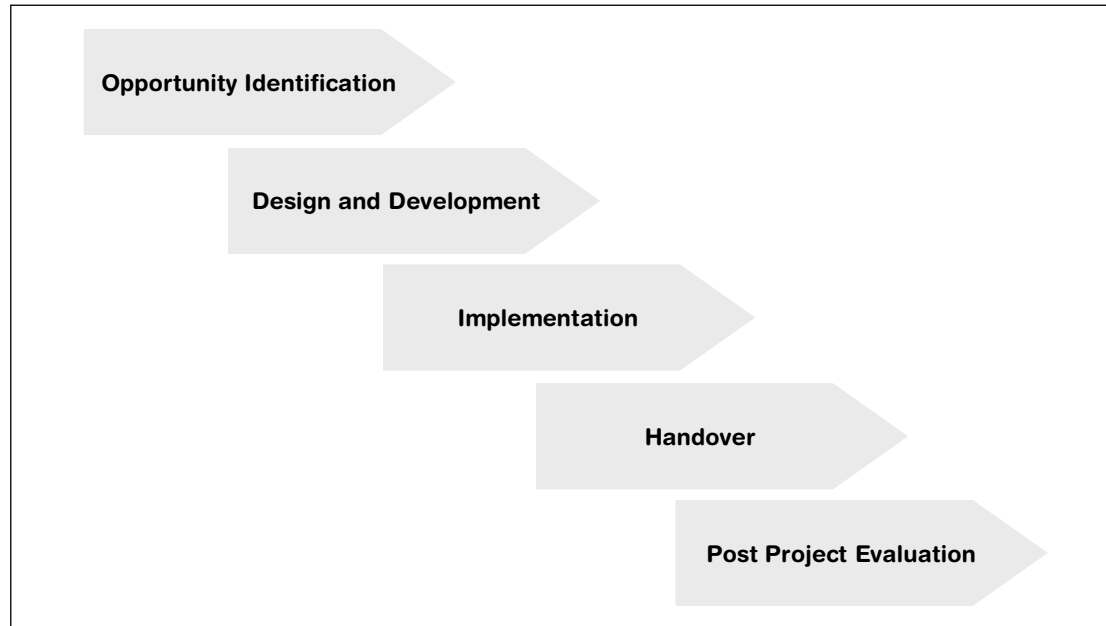 Opportunity Identification
Design and Development
Implementation
Handover
Post Project Evaluation